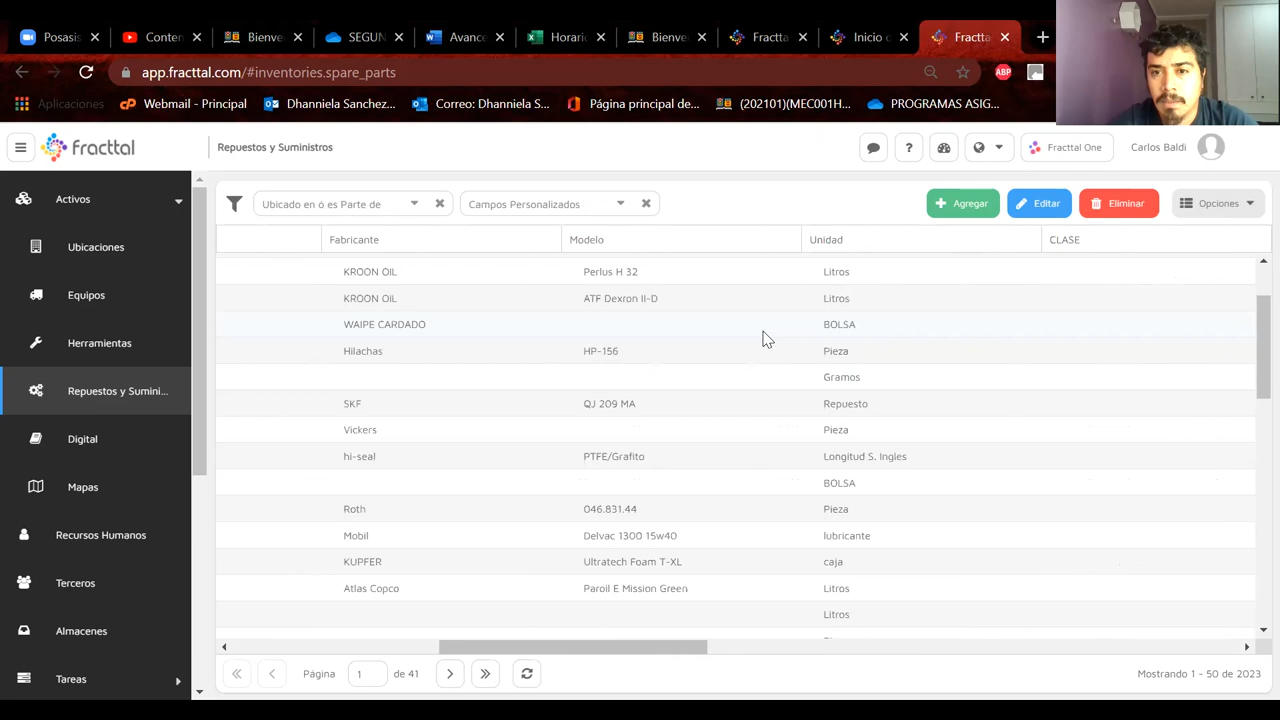 Posasis
Conten
Bienve
SEGUN
Avance
Horario
Bienve
Fractta
Inicio d
Fractta
app.fracttal.com/#inventories.spare_parts
ABP
Aplicaciones
Webmail - Principal
Dhanniela Sanchez...
Correo: Dhanniela S...
Página principal de...
(202101)(MEC001H...
PROGRAMAS ASIG...
fracttal
Repuestos y Suministros
Fracttal One
Carlos Baldi
Activos
Ubicaciones
Equipos
Herramientas
Repuestos y Sumini...
Digital
Mapas
Recursos Humanos
Terceros
Almacenes
Tareas
Ubicado en ó es Parte de
Campos Personalizados
Agregar
Editar
Eliminar
Opciones
Fabricante Modelo Unidad CLASE
KROON OIL Perlus H 32 Litros
KROON OiL ATF Dexron II-D Litros
WAIPE CARDADO BOLSA
Hilachas HP-156 Pieza
Gramos
SKF QJ 209 MA Repuesto
Vickers Pieza
hi-seal PTFE/Grafito Longitud S. Ingles
BOLSA
Roth 046.831.44 Pieza
Mobil Delvac 1300 15w40 lubricante
KUPFER Ultratech Foam T-XL caja
Atlas Copco Paroil E Mission Green Litros
Litros
Página 1 de 41
Mostrando 1 - 50 de 2023